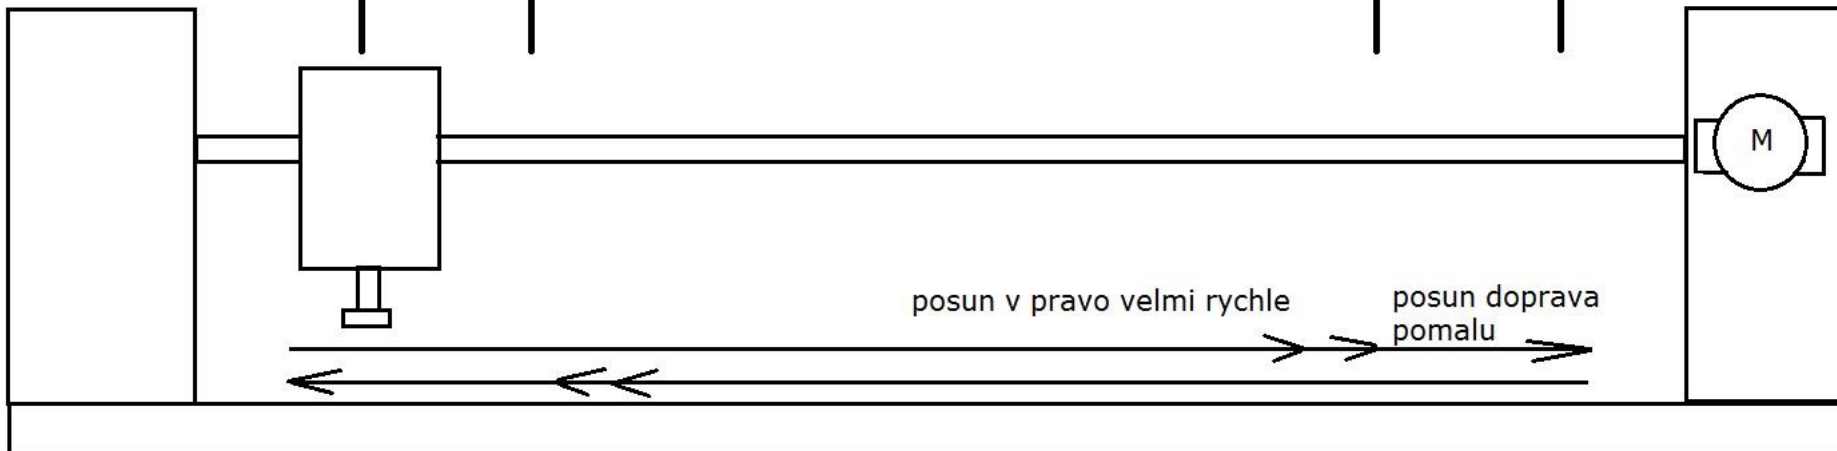 M
posun v pravo velmi rychle
posun doprava
pomalu